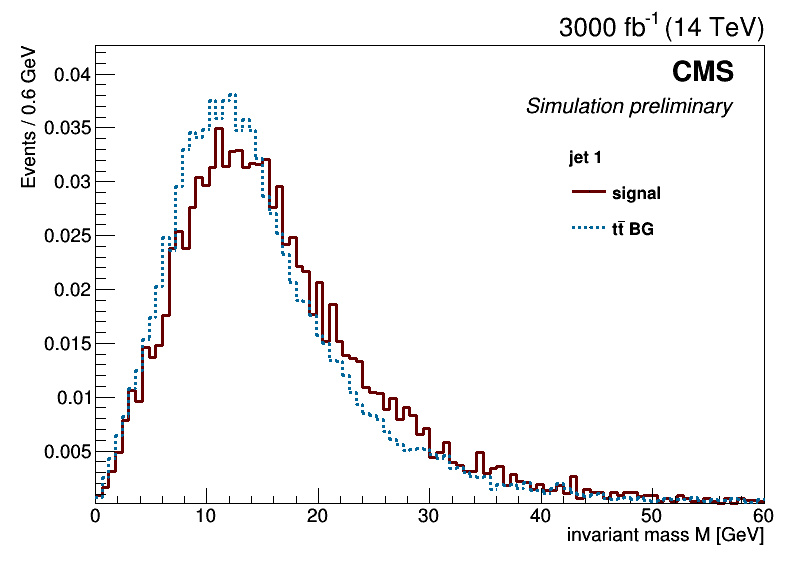 3000 fb⁻¹ (14 TeV)
CMS
Simulation preliminary
jet 1
signal
tt̄ BG
Events / 0.6 GeV
0.04
0.035
0.03
0.025
0.02
0.015
0.01
0.005
0 10 20 30 40 50 60
invariant mass M [GeV]